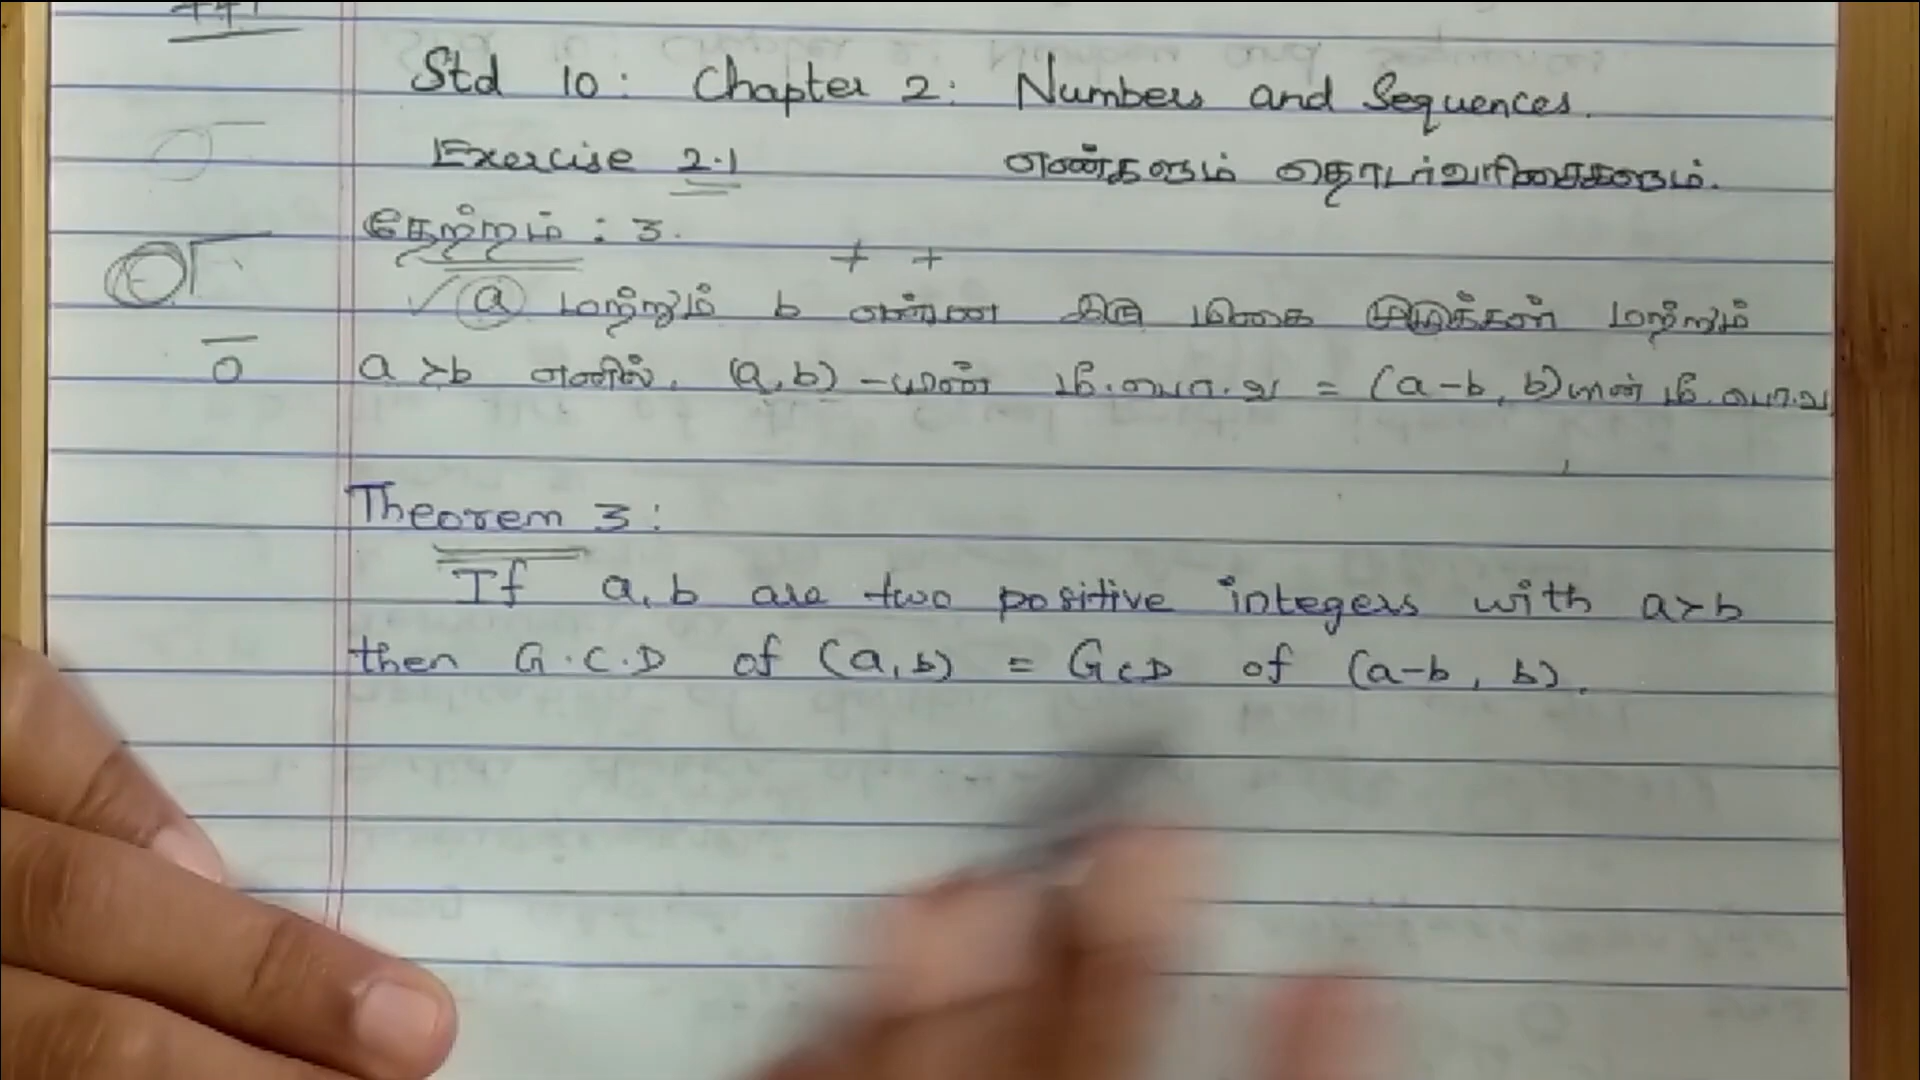 Std 10: Chapter 2: Numbers and Sequences.
Exercise 2.1 எண்களும் தொடர்வரிசைகளும்.
தேற்றம் : 3.
+ +
a மற்றும் b என்ன இரு மிகை முழுக்கள் மற்றும்
a > b எனில், (a, b) -யின் மீ.பொ.வ = (a-b, b)யின் மீ.பொ.வ
Theorem 3:
If a, b are two positive integers with a>b
then G.C.D of (a, b) = GCD of (a-b, b).